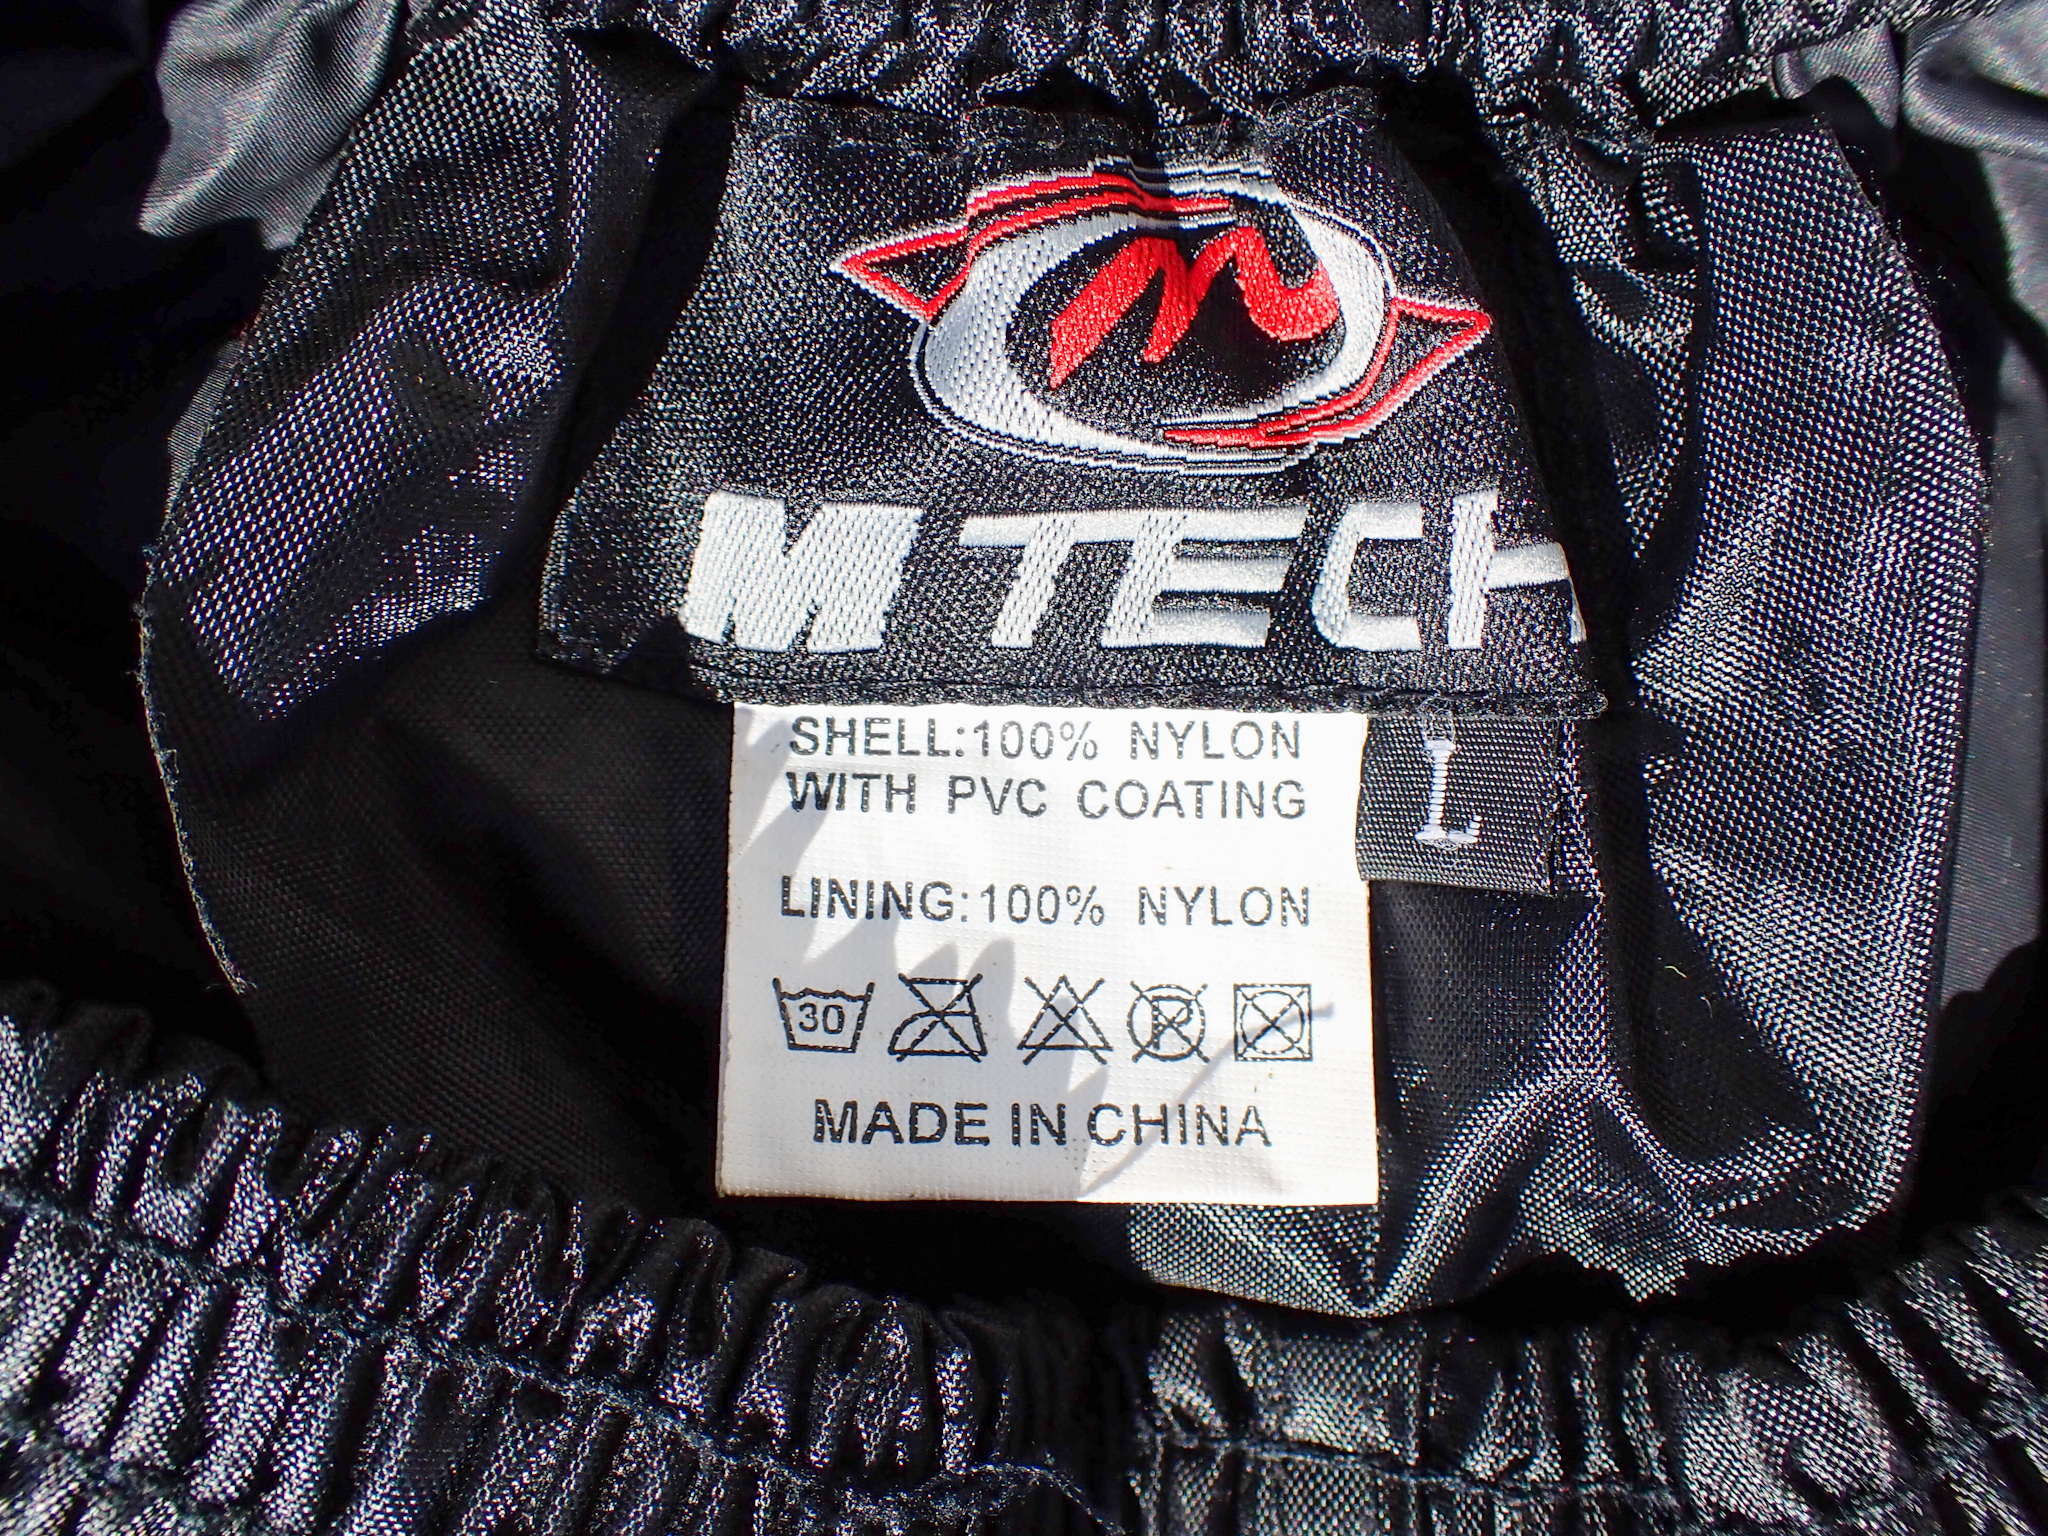 M
M TECH
SHELL:100% NYLON
WITH PVC COATING
L
LINING:100% NYLON
30
P
MADE IN CHINA